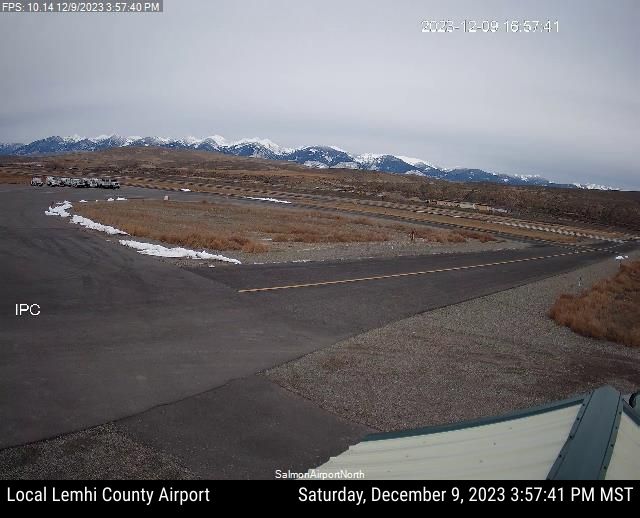 FPS: 10.14 12/9/2023 3:57:40 PM
2023-12-09 15:57:41
IPC
SalmonAirportNorth
Local Lemhi County Airport
Saturday, December 9, 2023 3:57:41 PM MST